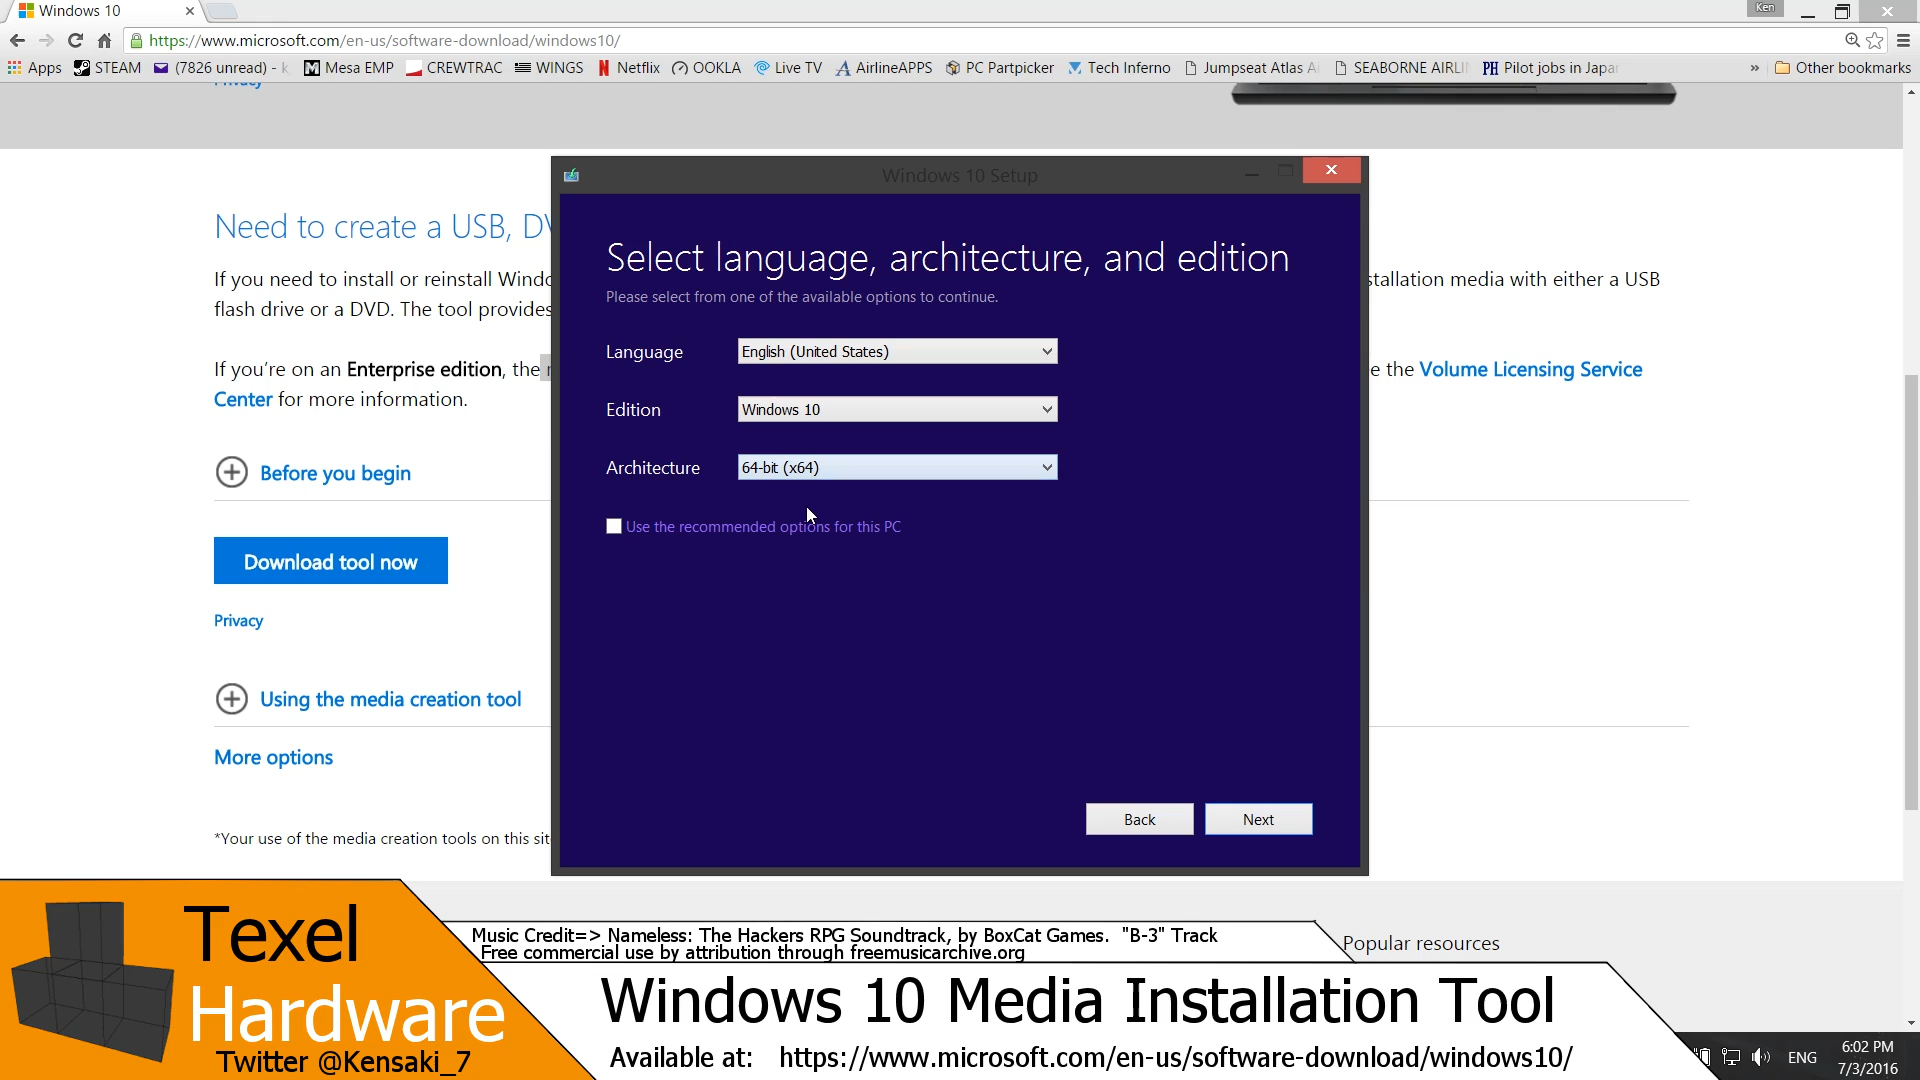 Windows 10
Ken
https://www.microsoft.com/en-us/software-download/windows10/
Apps STEAM (7826 unread) - k Mesa EMP CREWTRAC WINGS Netflix OOKLA Live TV AirlineAPPS PC Partpicker Tech Inferno Jumpseat Atlas Ai SEABORNE AIRLI PH Pilot jobs in Japan » Other bookmarks
Privacy
Windows 10 Setup
Need to create a USB, DV
If you need to install or reinstall Windo
stallation media with either a USB
flash drive or a DVD. The tool provides
If you're on an Enterprise edition, the
e the Volume Licensing Service
Center for more information.
Before you begin
Download tool now
Privacy
Using the media creation tool
More options
*Your use of the media creation tools on this sit
Select language, architecture, and edition
Please select from one of the available options to continue.
Language English (United States)
Edition Windows 10
Architecture 64-bit (x64)
Use the recommended options for this PC
Back Next
Popular resources
Texel
Hardware
Twitter @Kensaki_7
Music Credit=> Nameless: The Hackers RPG Soundtrack, by BoxCat Games. "B-3" Track
Free commercial use by attribution through freemusicarchive.org
Windows 10 Media Installation Tool
Available at: https://www.microsoft.com/en-us/software-download/windows10/
ENG
6:02 PM
7/3/2016